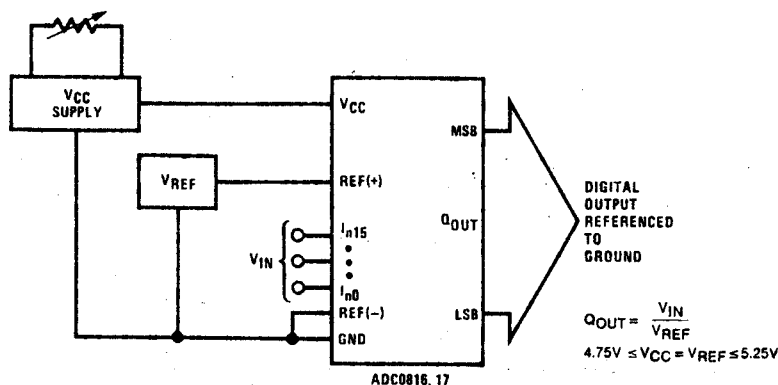 VCC
SUPPLY
VCC
MSB
VREF
REF(+)
DIGITAL
OUTPUT
REFERENCED
TO
GROUND
In15
QOUT
VIN
In0
REF(−)
LSB
GND
QOUT = VIN / VREF
4.75V ≤ VCC = VREF ≤ 5.25V
ADC0816, 17